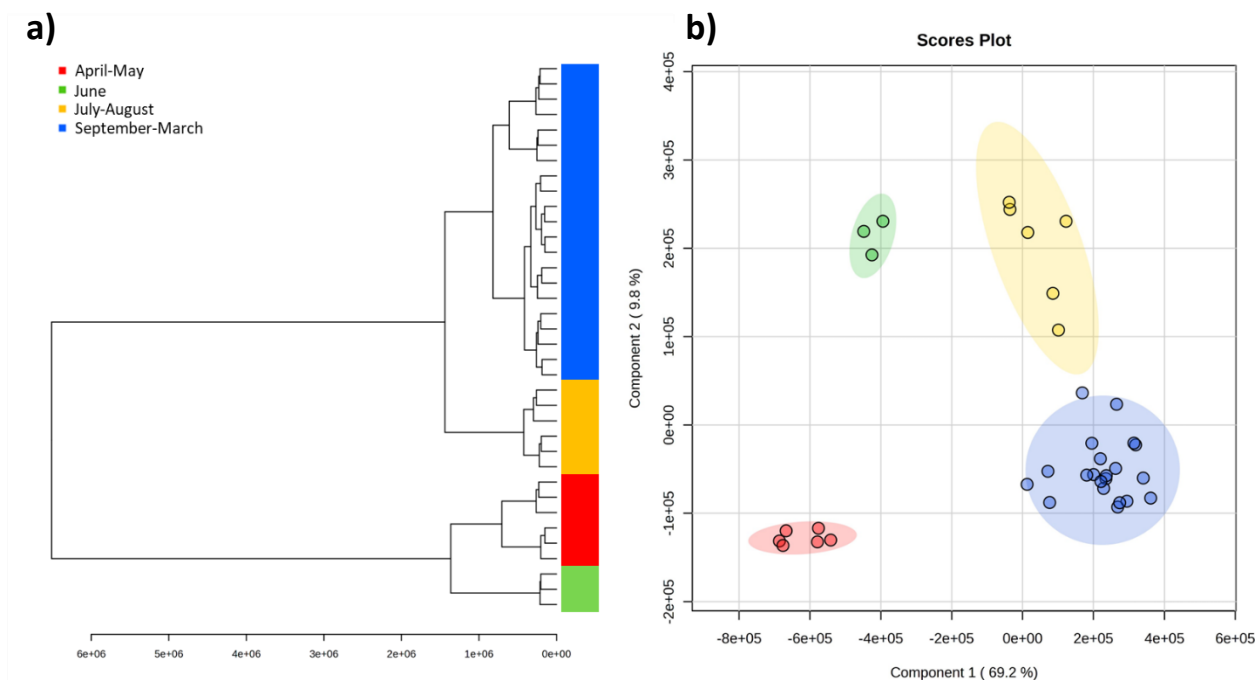 a)
April-May
June
July-August
September-March
6e+06 5e+06 4e+06 3e+06 2e+06 1e+06 0e+00
b)
Scores Plot
Component 2 ( 9.8 %)
4e+05
3e+05
2e+05
1e+05
0e+00
-1e+05
-2e+05
-8e+05 -6e+05 -4e+05 -2e+05 0e+00 2e+05 4e+05 6e+05
Component 1 ( 69.2 %)